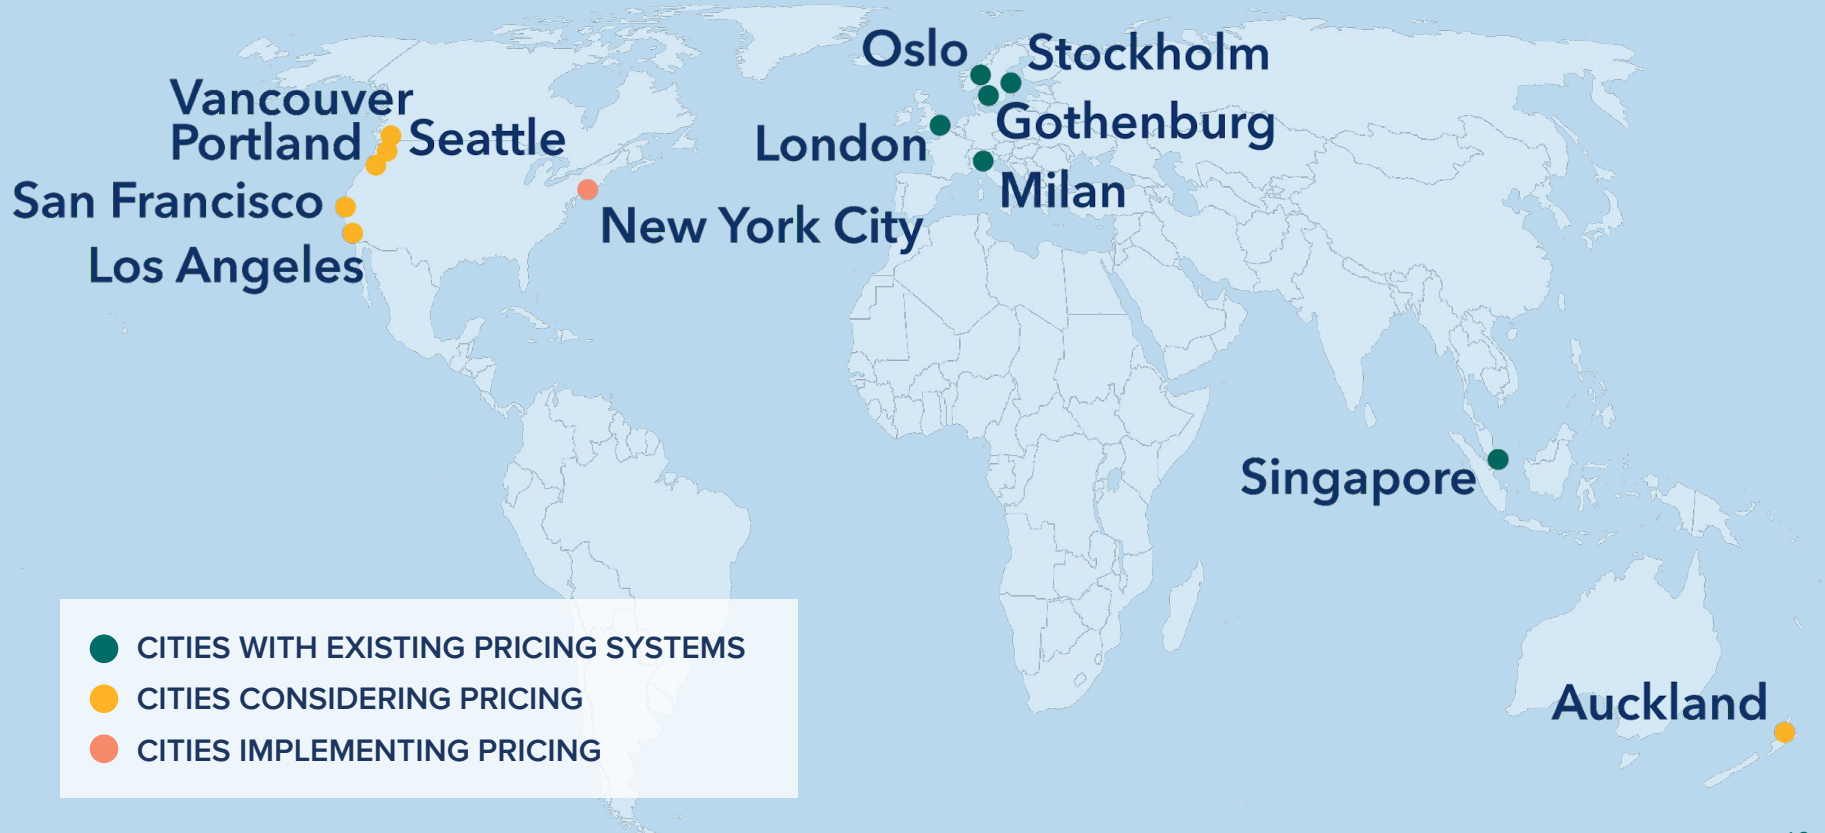 Oslo
Stockholm
Vancouver
Portland
Seattle
Gothenburg
London
San Francisco
Milan
New York City
Los Angeles
Singapore
CITIES WITH EXISTING PRICING SYSTEMS
CITIES CONSIDERING PRICING
CITIES IMPLEMENTING PRICING
Auckland